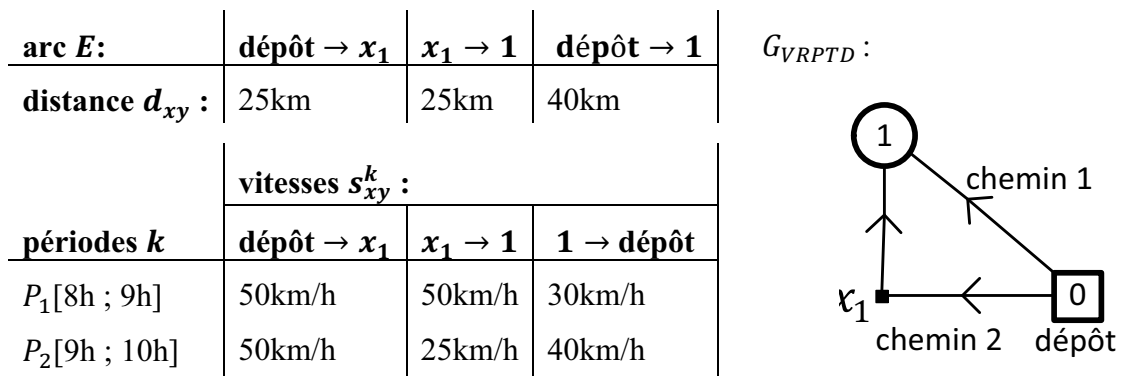 arc E: dépôt → x₁ x₁ → 1 dépôt → 1
distance d_xy : 25km 25km 40km
vitesses s^k_xy :
périodes k dépôt → x₁ x₁ → 1 1 → dépôt
P₁[8h ; 9h] 50km/h 50km/h 30km/h
P₂[9h ; 10h] 50km/h 25km/h 40km/h
G_VRPTD :
1
chemin 1
x₁ 0
chemin 2 dépôt